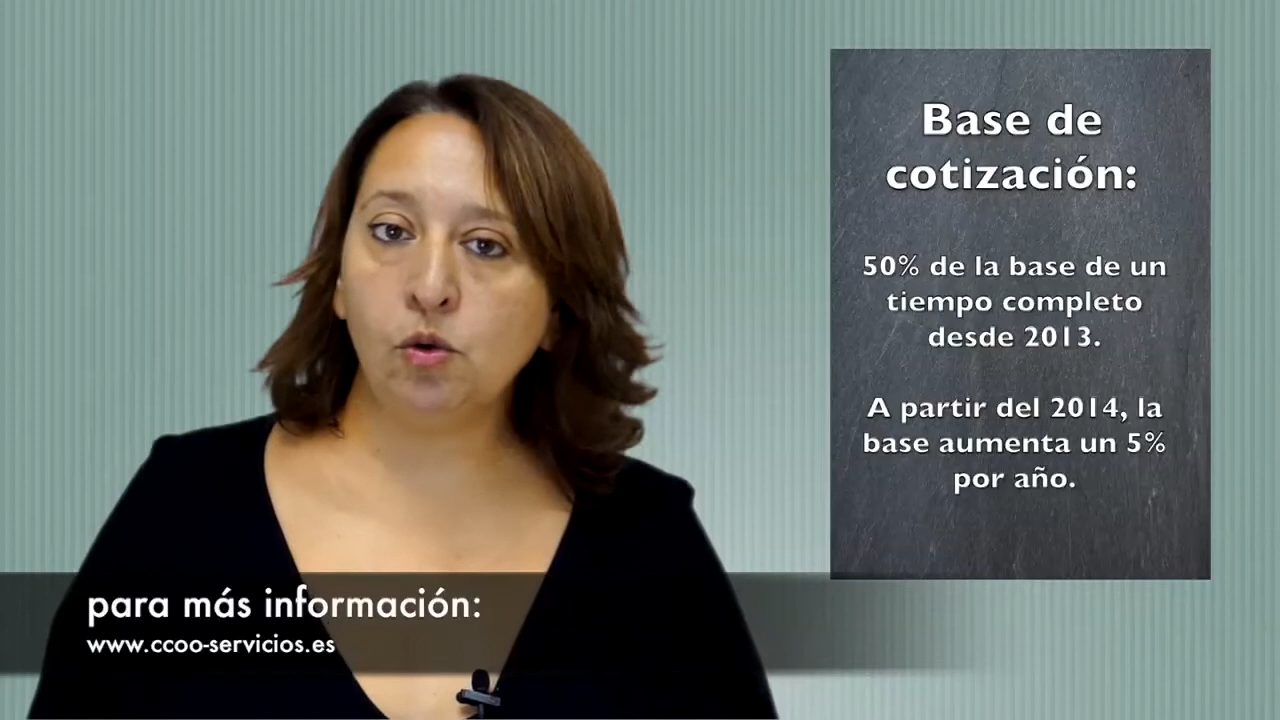 Base de
cotización:
50% de la base de un
tiempo completo
desde 2013.
A partir del 2014, la
base aumenta un 5%
por año.
para más información:
www.ccoo-servicios.es